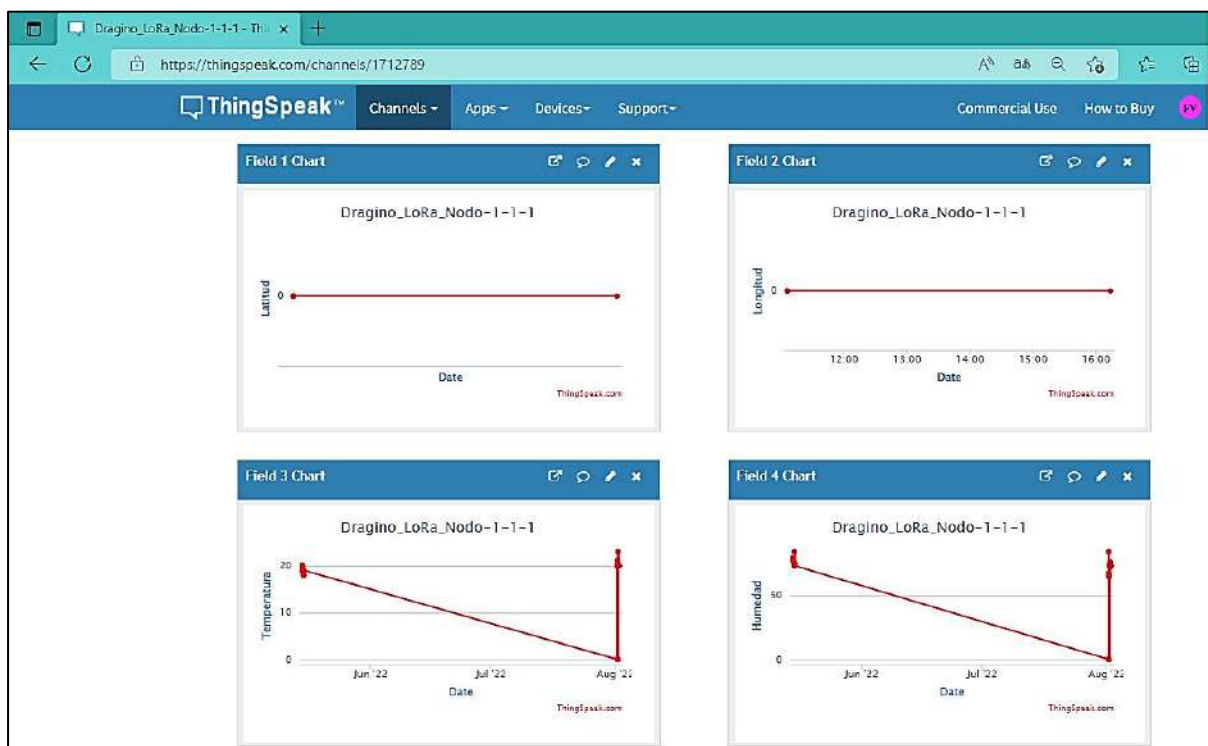 Dragino_LoRa_Nodo-1-1-1 - Thi
https://thingspeak.com/channels/1712789
ThingSpeak™ Channels Apps Devices Support Commercial Use How to Buy
Field 1 Chart
Dragino_LoRa_Nodo-1-1-1
Latitud
0
Date
ThingSpeak.com
Field 2 Chart
Dragino_LoRa_Nodo-1-1-1
Longitud
0
12:00 13:00 14:00 15:00 16:00
Date
ThingSpeak.com
Field 3 Chart
Dragino_LoRa_Nodo-1-1-1
Temperatura
20
10
0
Jun '22 Jul '22 Aug '22
Date
ThingSpeak.com
Field 4 Chart
Dragino_LoRa_Nodo-1-1-1
Humedad
50
0
Jun '22 Jul '22 Aug '22
Date
ThingSpeak.com